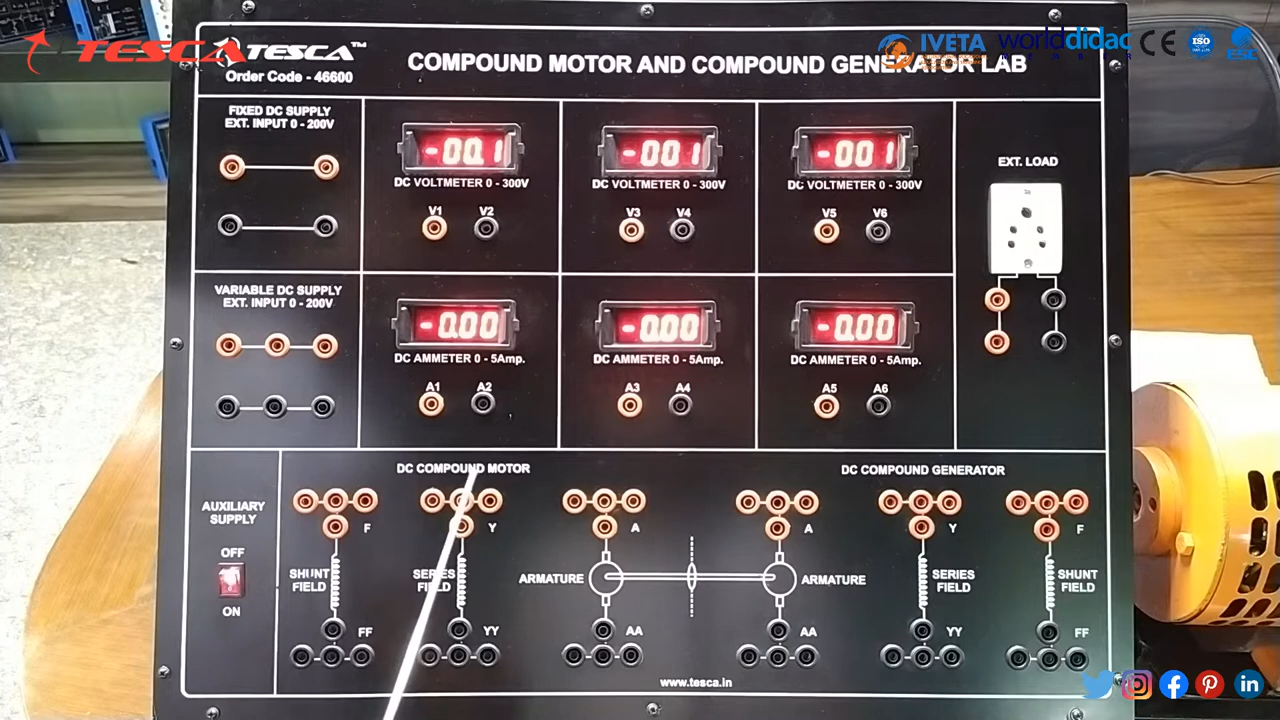 TESCA
TESCA™
Order Code - 46600
COMPOUND MOTOR AND COMPOUND GENERATOR LAB
IVETA
worlddidac
CE
ISO
ESC
FIXED DC SUPPLY
EXT. INPUT 0 - 200V
-00.1
DC VOLTMETER 0 - 300V
V1 V2
-001
DC VOLTMETER 0 - 300V
V3 V4
-001
DC VOLTMETER 0 - 300V
V5 V6
EXT. LOAD
VARIABLE DC SUPPLY
EXT. INPUT 0 - 200V
-0.00
DC AMMETER 0 - 5Amp.
A1 A2
-0.00
DC AMMETER 0 - 5Amp.
A3 A4
-0.00
DC AMMETER 0 - 5Amp.
A5 A6
AUXILIARY
SUPPLY
OFF
ON
DC COMPOUND MOTOR
DC COMPOUND GENERATOR
F Y A A Y F
SHUNT
FIELD
SERIES
FIELD
ARMATURE
ARMATURE
SERIES
FIELD
SHUNT
FIELD
FF YY AA AA YY FF
www.tesca.in